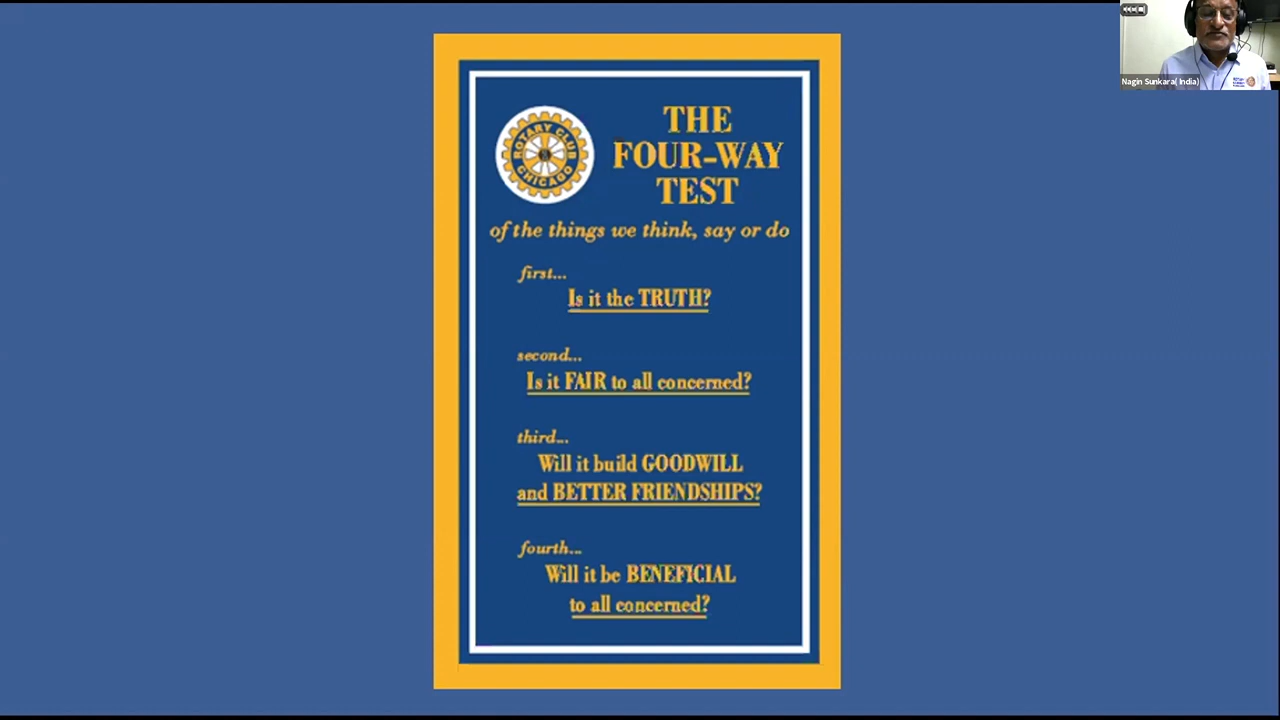 Nagin Sunkara( India)
ROTARY CLUB
CHICAGO
THE
FOUR-WAY
TEST
of the things we think, say or do
first...
Is it the TRUTH?
second...
Is it FAIR to all concerned?
third...
Will it build GOODWILL
and BETTER FRIENDSHIPS?
fourth...
Will it be BENEFICIAL
to all concerned?